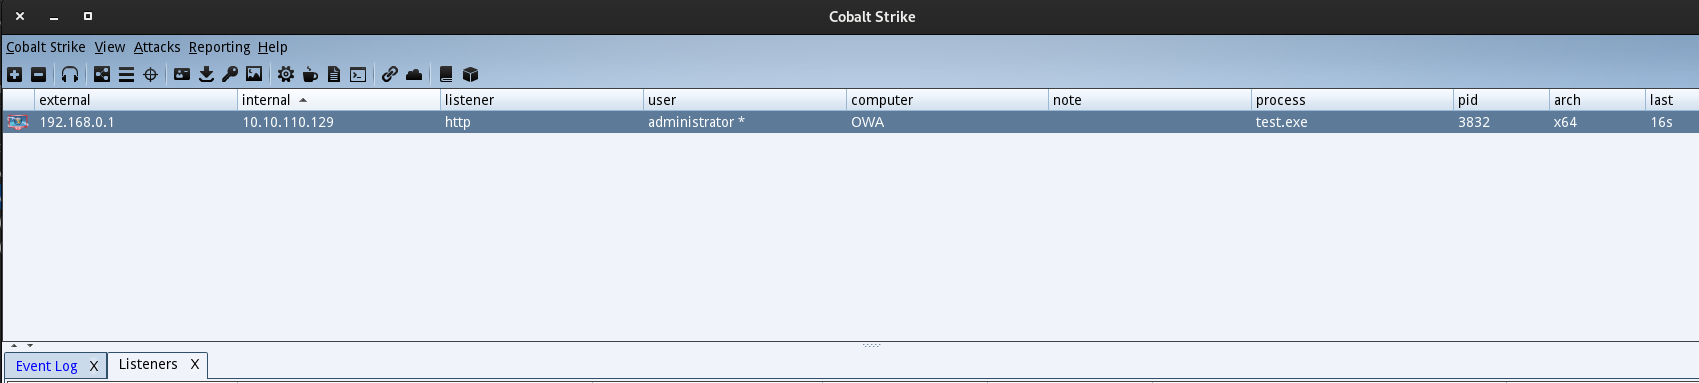 Cobalt Strike
Cobalt Strike View Attacks Reporting Help
external internal listener user computer note process pid arch last
192.168.0.1 10.10.110.129 http administrator * OWA test.exe 3832 x64 16s
Event Log X Listeners X